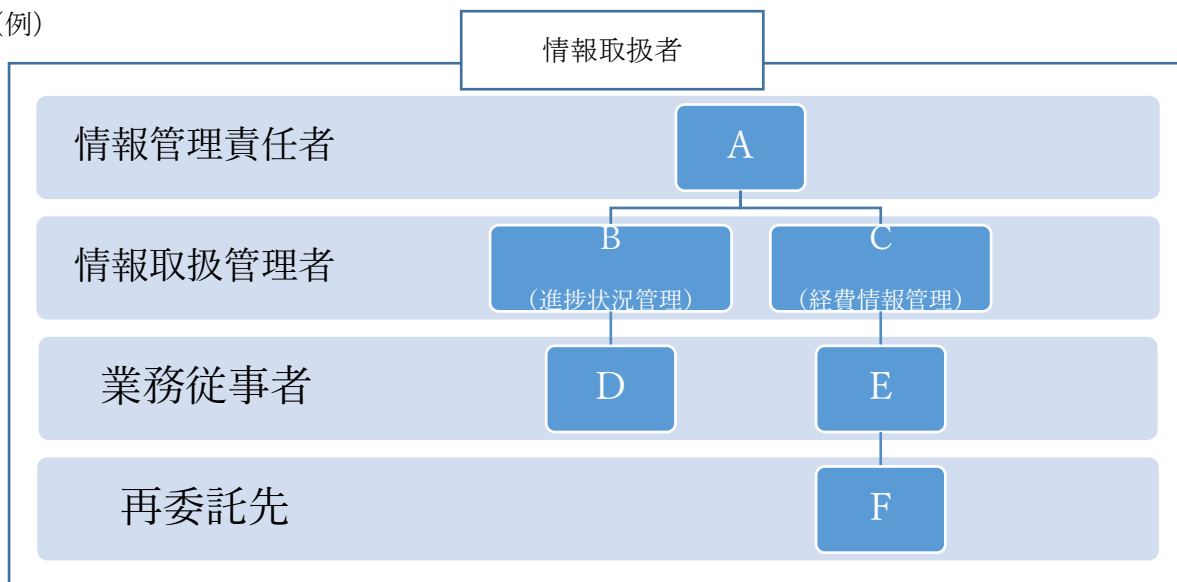 （例）
情報取扱者
情報管理責任者
A
情報取扱管理者
B
（進捗状況管理）
C
（経費情報管理）
業務従事者
D
E
再委託先
F